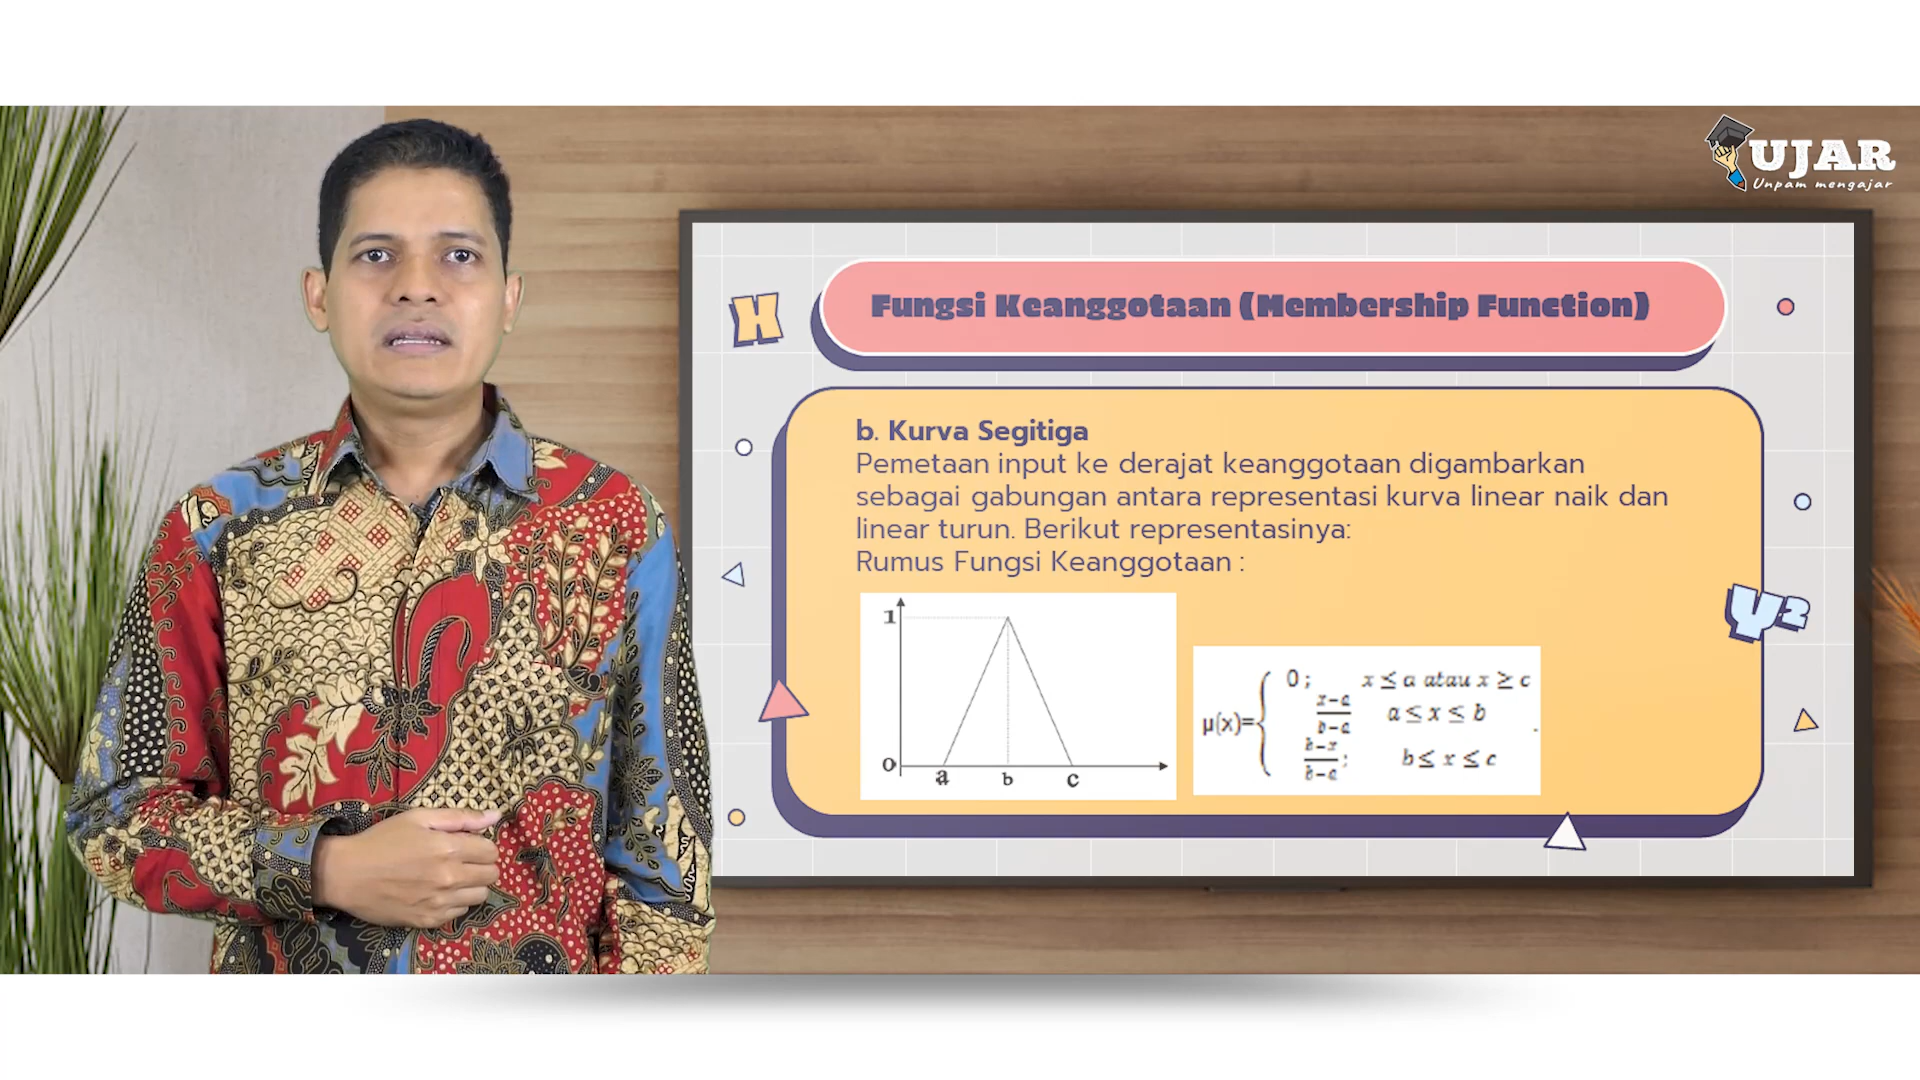 UJAR
Unpam mengajar
Fungsi Keanggotaan (Membership Function)
b. Kurva Segitiga
Pemetaan input ke derajat keanggotaan digambarkan
sebagai gabungan antara representasi kurva linear naik dan
linear turun. Berikut representasinya:
Rumus Fungsi Keanggotaan :
1
0
a b c
μ(x)=
0 ; x ≤ a atau x ≥ c
x−a
b−a
a ≤ x ≤ b
b−x
;
b ≤ x ≤ c
X
Y²